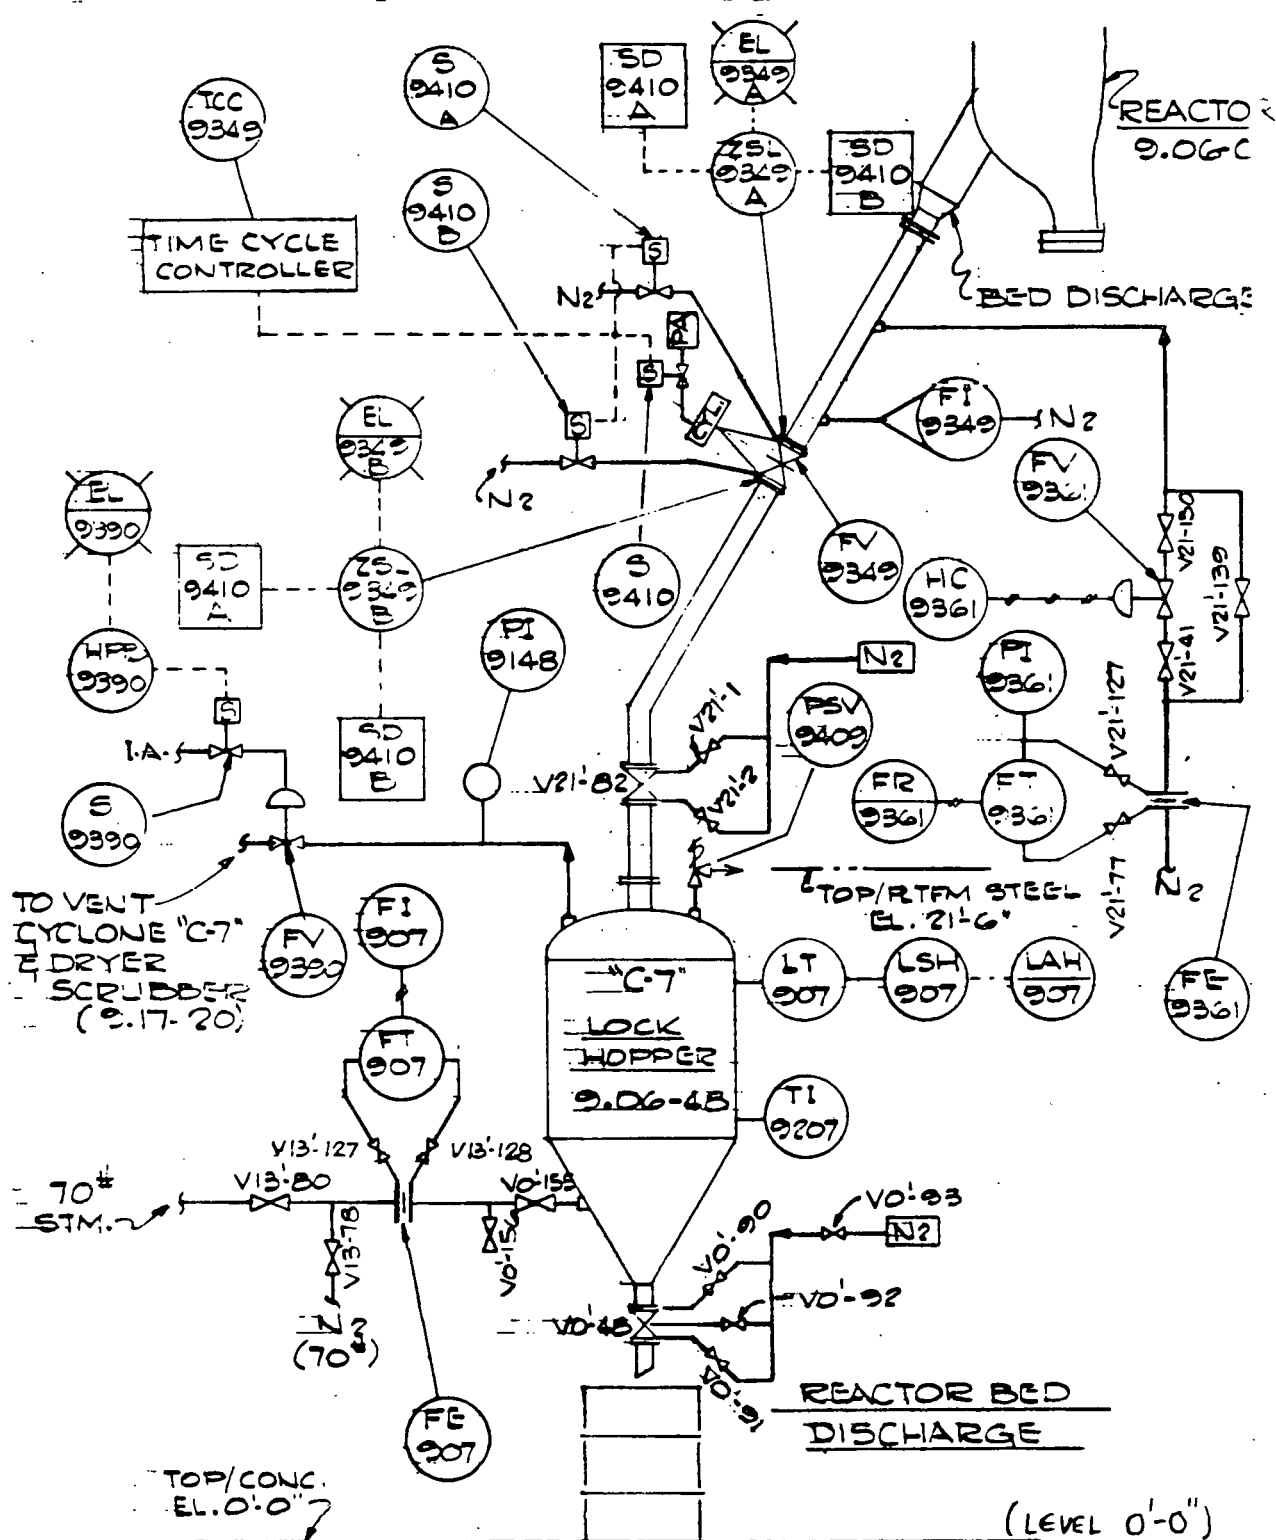 S
9410
A
SD
9410
A
EL
9349
A
TCC
9349
REACTOR
9.06-C
ZSL
9349
A
SD
9410
B
S
9410
B
TIME CYCLE
CONTROLLER
S
N2
BED DISCHARGE
PA
S
CYL.
FI
9349
N2
EL
9349
B
S
N2
FV
9361
EL
9390
V21'-130
V21'-139
SD
9410
A
ZSL
9349
B
S
9410
FV
9349
HC
9361
V21'-41
PI
9148
N2
PI
9361
V21'-127
9390
S
SD
9410
B
V21'-1
PSV
9409
I.A.
V21'-82
V21'-2
S
9390
FR
9361
FT
9361
V21'-77
N2
TOP/PLTFM STEEL
EL. 21'-6"
TO VENT
CYCLONE "C-7"
& DRYER
SCRUBBER
(9.17-20)
FV
9390
FI
907
"C-7"
LOCK
HOPPER
9.06-48
LT
907
LSH
907
LAH
907
FE
9361
FT
907
TI
9207
V13'-127
V13'-128
70#
STM.
V13'-80
V0'-155
V13-78
V0'-90
V0'-93
N2
N2
(70#)
V0'-48
V0'-92
V0'-91
FE
907
REACTOR BED
DISCHARGE
TOP/CONC.
EL. 0'-0"
(LEVEL 0'-0")